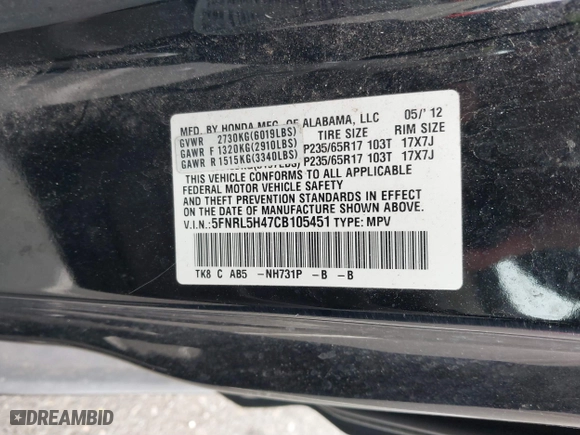 MFD. BY HONDA MFG. OF ALABAMA, LLC 05/'12
GVWR 2730KG(6019LBS) TIRE SIZE RIM SIZE
GAWR F 1320KG(2910LBS) P235/65R17 103T 17X7J
GAWR R 1515KG(3340LBS) P235/65R17 103T 17X7J
THIS VEHICLE CONFORMS TO ALL APPLICABLE
FEDERAL MOTOR VEHICLE SAFETY
AND THEFT PREVENTION STANDARDS IN EFFECT
ON THE DATE OF MANUFACTURE SHOWN ABOVE.
V.I.N.: 5FNRL5H47CB105451 TYPE: MPV
TK8 C AB5 -NH731P -B -B
DREAMBID